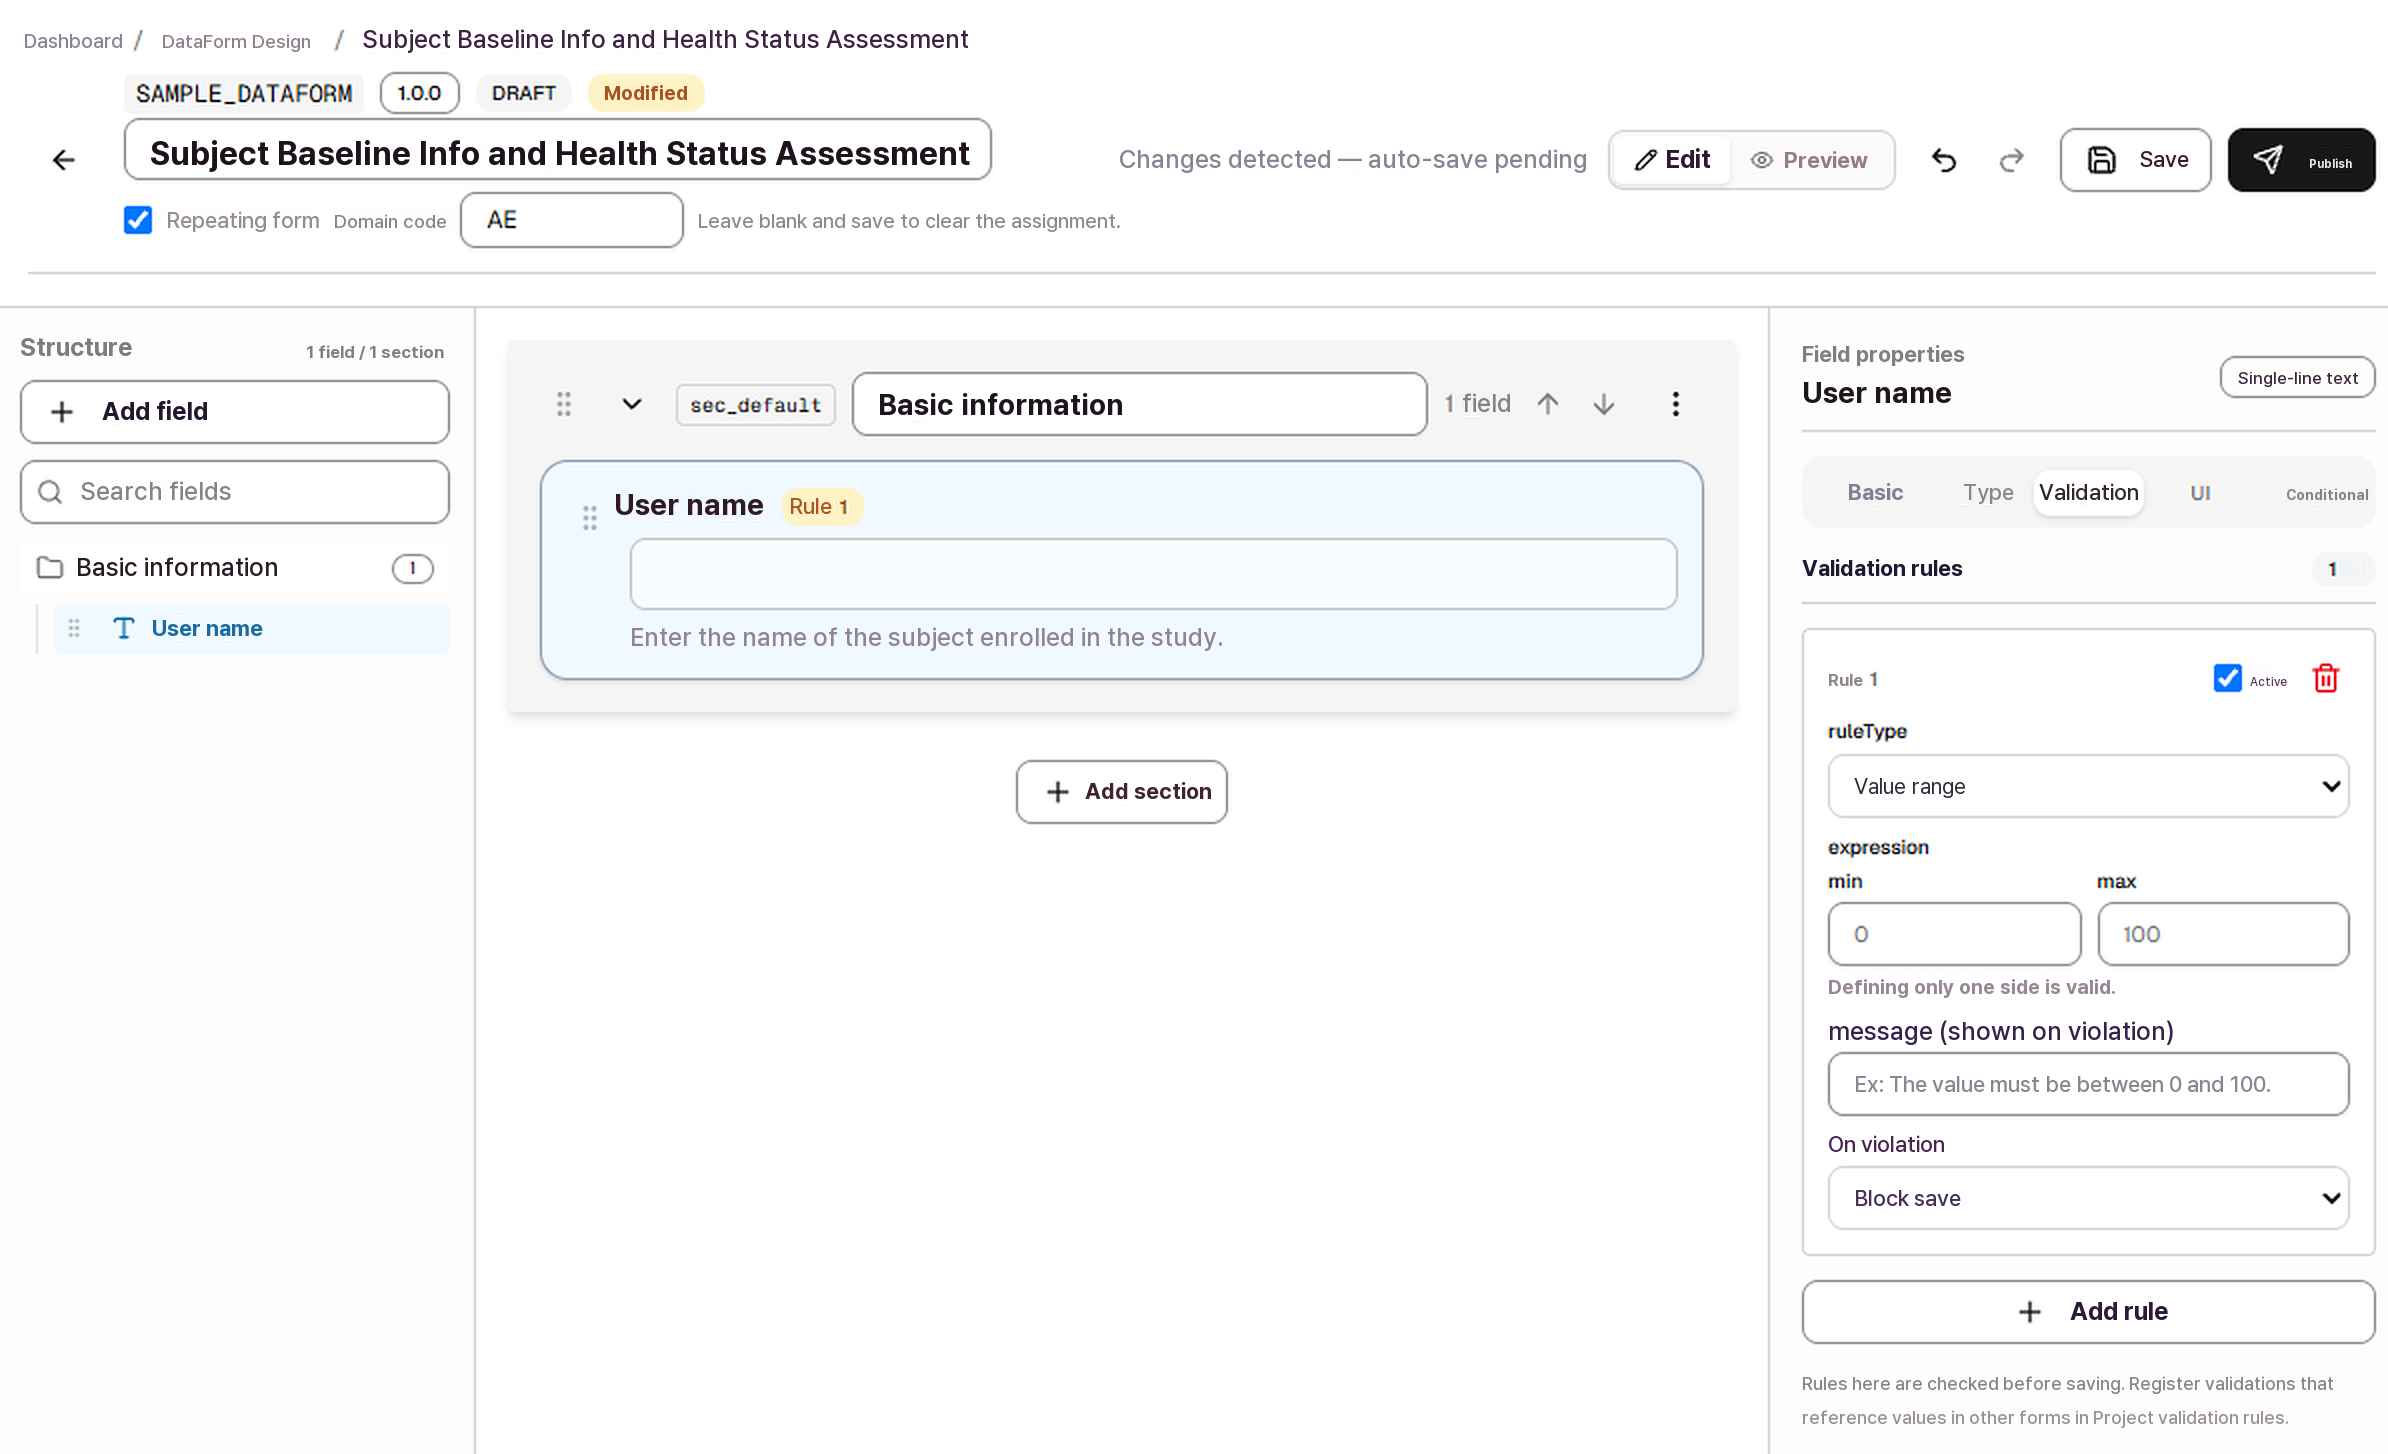 Dashboard / DataForm Design / Subject Baseline Info and Health Status Assessment
SAMPLE_DATAFORM 1.0.0 DRAFT Modified
Subject Baseline Info and Health Status Assessment
Changes detected — auto-save pending Edit Preview Save Publish
Repeating form Domain code AE Leave blank and save to clear the assignment.
Structure 1 field / 1 section
Add field
Search fields
Basic information 1
User name
sec_default Basic information 1 field
User name Rule 1
Enter the name of the subject enrolled in the study.
Add section
Field properties
User name
Single-line text
Basic Type Validation UI Conditional
Validation rules 1
Rule 1 Active
ruleType
Value range
expression
min max
0 100
Defining only one side is valid.
message (shown on violation)
Ex: The value must be between 0 and 100.
On violation
Block save
Add rule
Rules here are checked before saving. Register validations that
reference values in other forms in Project validation rules.